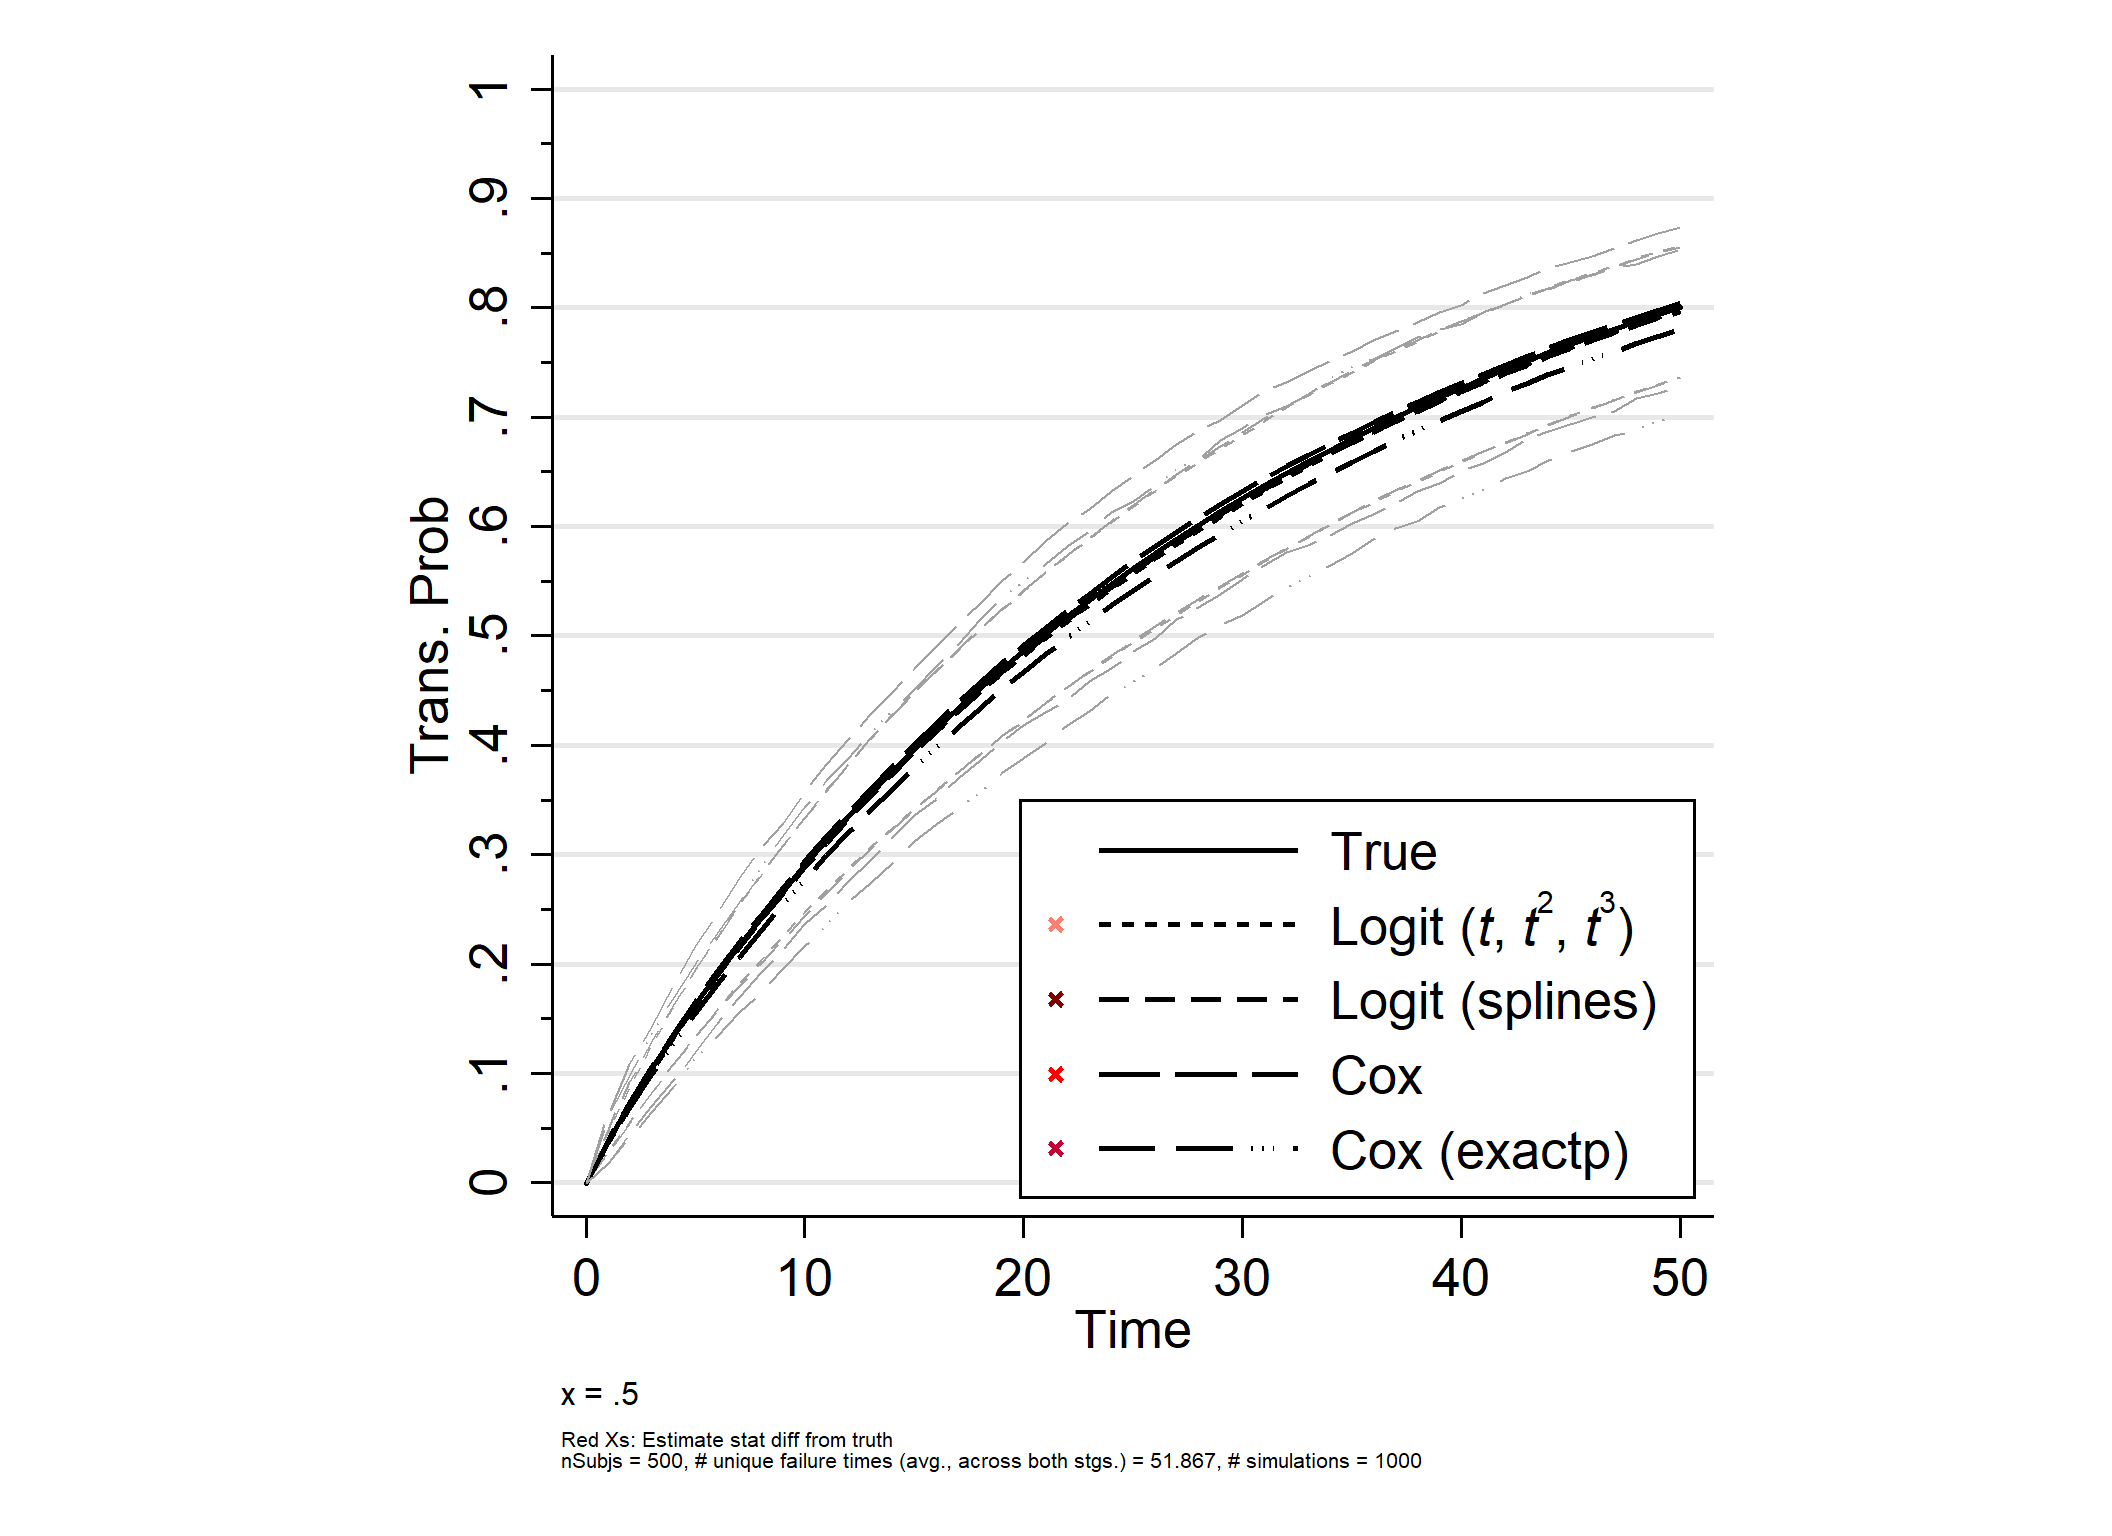 1
.9
.8
.7
.6
.5
.4
.3
.2
.1
0
Trans. Prob
True
Logit (t, t², t³)
Logit (splines)
Cox
Cox (exactp)
0 10 20 30 40 50
Time
x = .5
Red Xs: Estimate stat diff from truth
nSubjs = 500, # unique failure times (avg., across both stgs.) = 51.867, # simulations = 1000